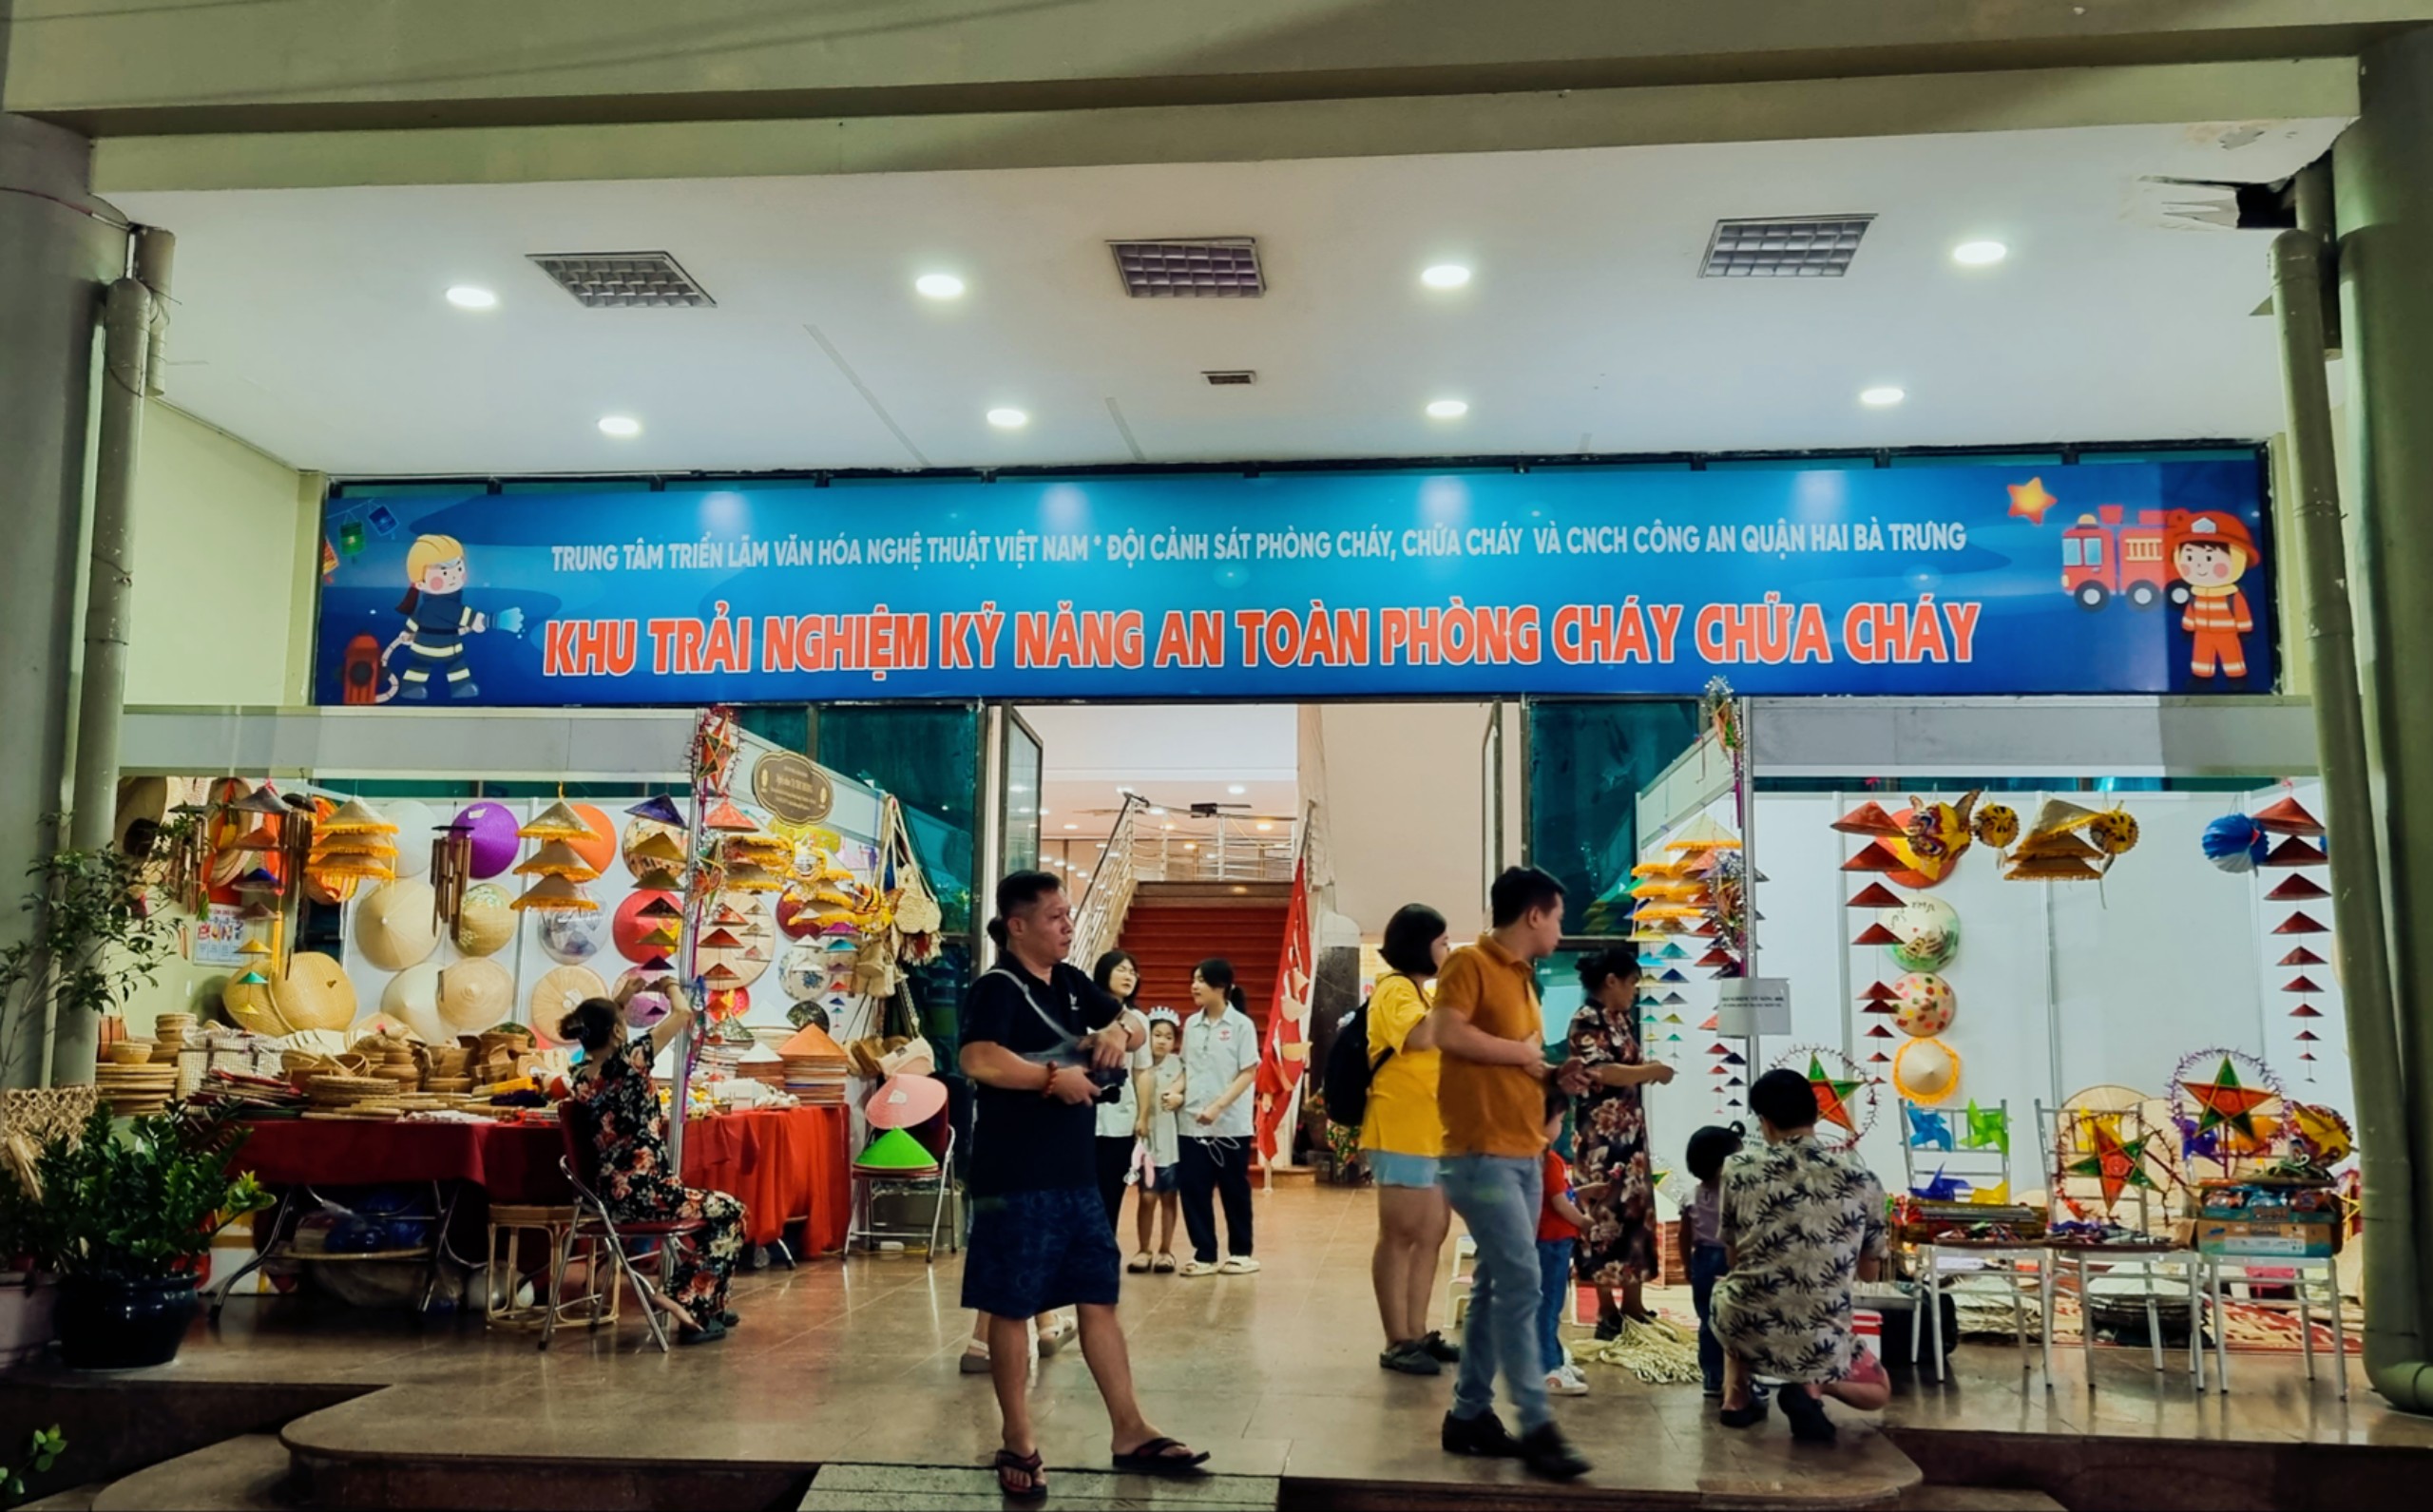 TRUNG TÂM TRIỂN LÃM VĂN HÓA NGHỆ THUẬT VIỆT NAM * ĐỘI CẢNH SÁT PHÒNG CHÁY, CHỮA CHÁY VÀ CNCH CÔNG AN QUẬN HAI BÀ TRƯNG
KHU TRẢI NGHIỆM KỸ NĂNG AN TOÀN PHÒNG CHÁY CHỮA CHÁY